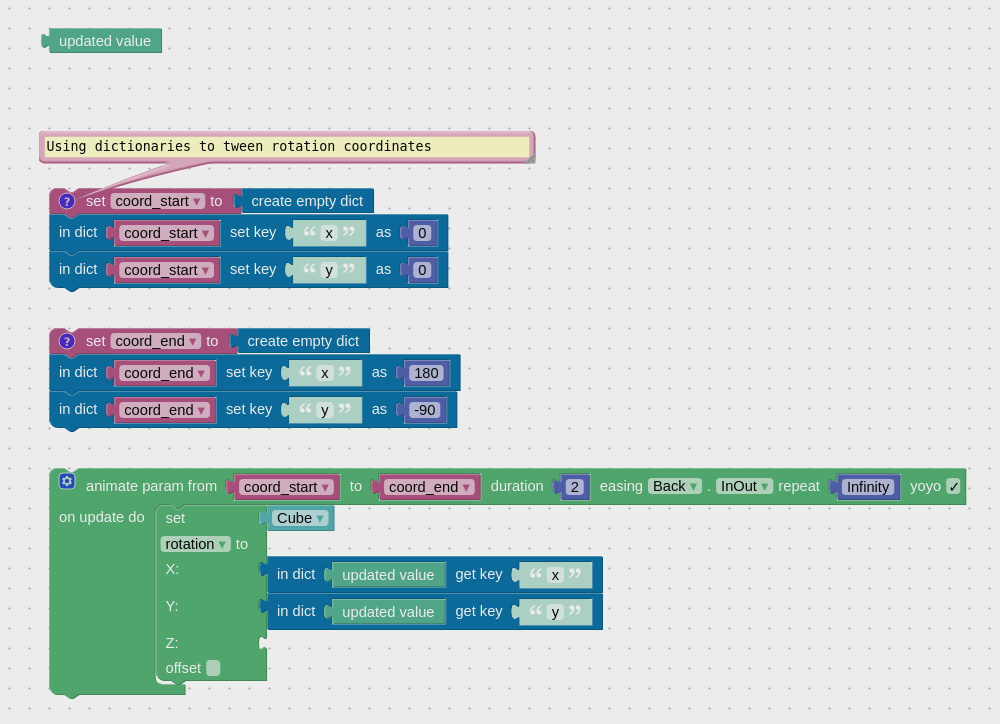 updated value
Using dictionaries to tween rotation coordinates
? set coord_start ▾ to create empty dict
in dict coord_start ▾ set key “ x ” as 0
in dict coord_start ▾ set key “ y ” as 0
? set coord_end ▾ to create empty dict
in dict coord_end ▾ set key “ x ” as 180
in dict coord_end ▾ set key “ y ” as -90
animate param from coord_start ▾ to coord_end ▾ duration 2 easing Back ▾ . InOut ▾ repeat Infinity yoyo ✓
on update do set Cube ▾
rotation ▾ to
X: in dict updated value get key “ x ”
Y: in dict updated value get key “ y ”
Z:
offset